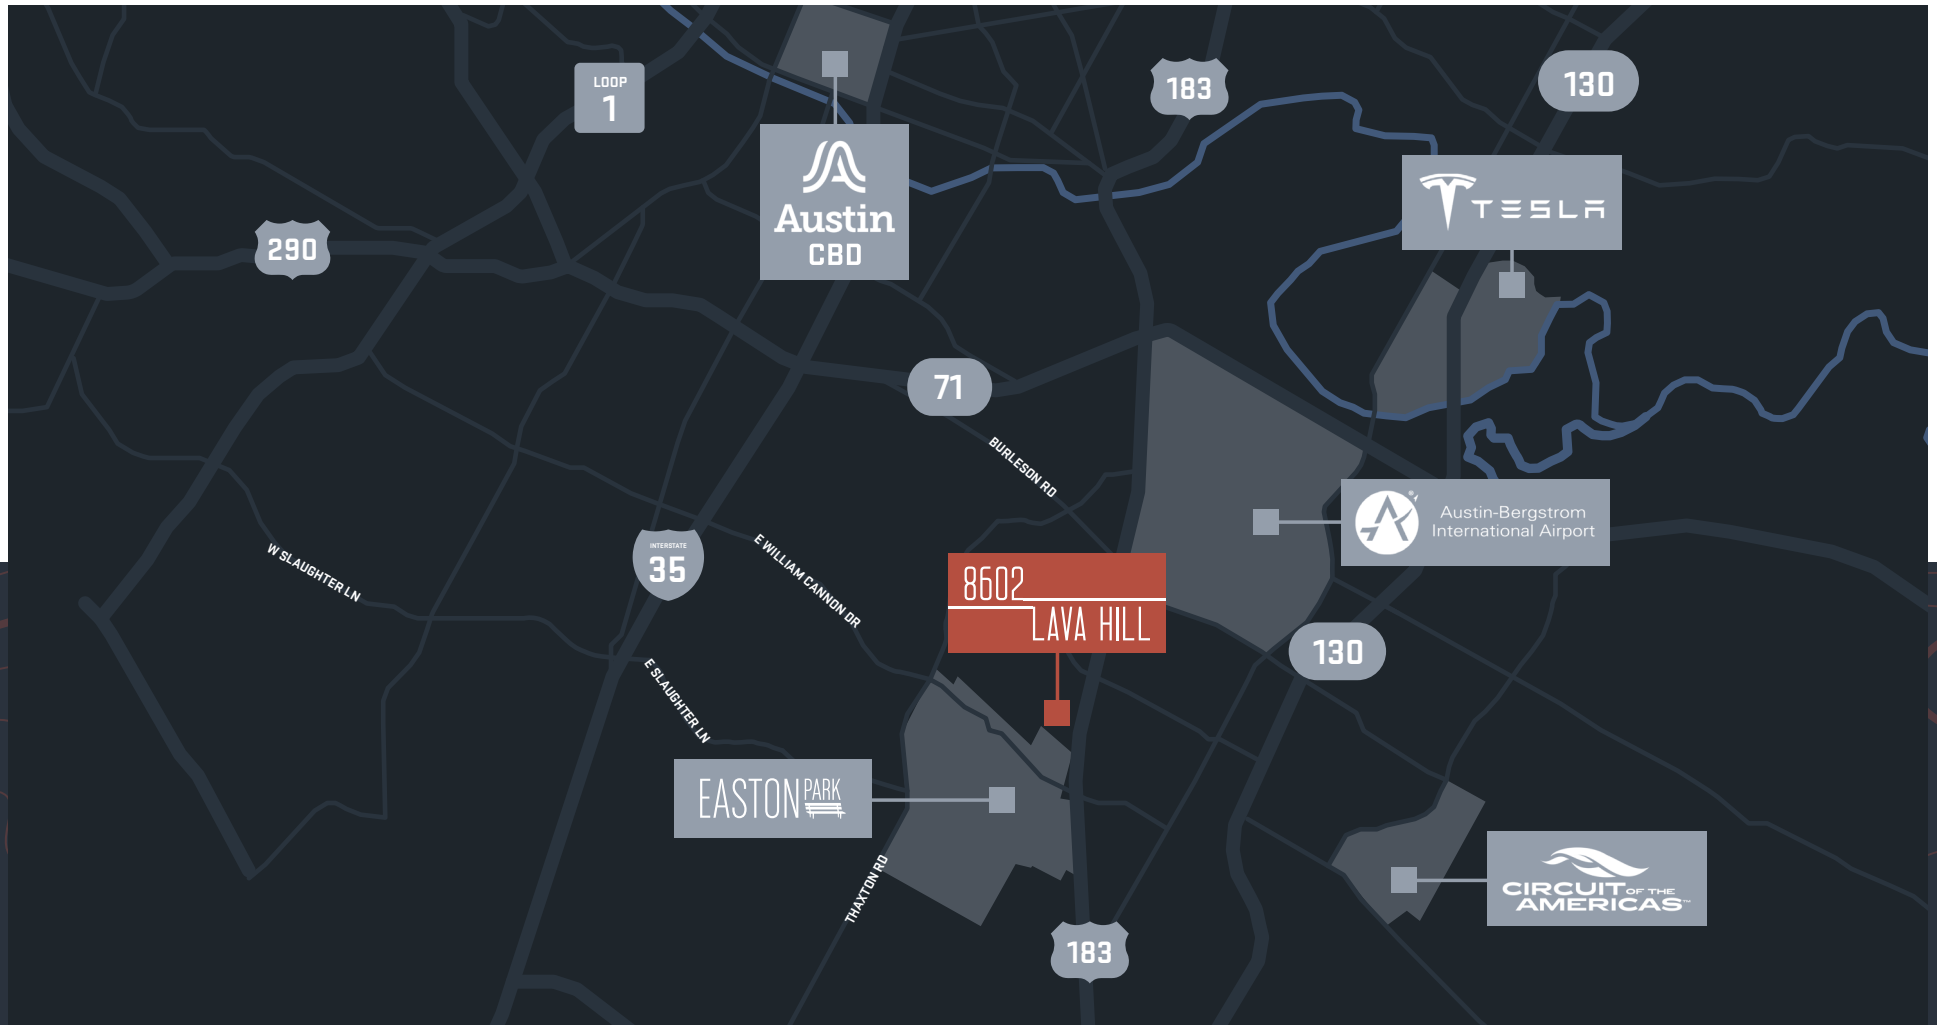 LOOP
1
183
130
Austin
CBD
TESLA
290
71
BURLESON RD
Austin-Bergstrom
International Airport
W SLAUGHTER LN
INTERSTATE
35
E WILLIAM CANNON DR
8602
LAVA HILL
130
E SLAUGHTER LN
EASTON PARK
THAXTON RD
CIRCUIT OF THE
AMERICAS™
183